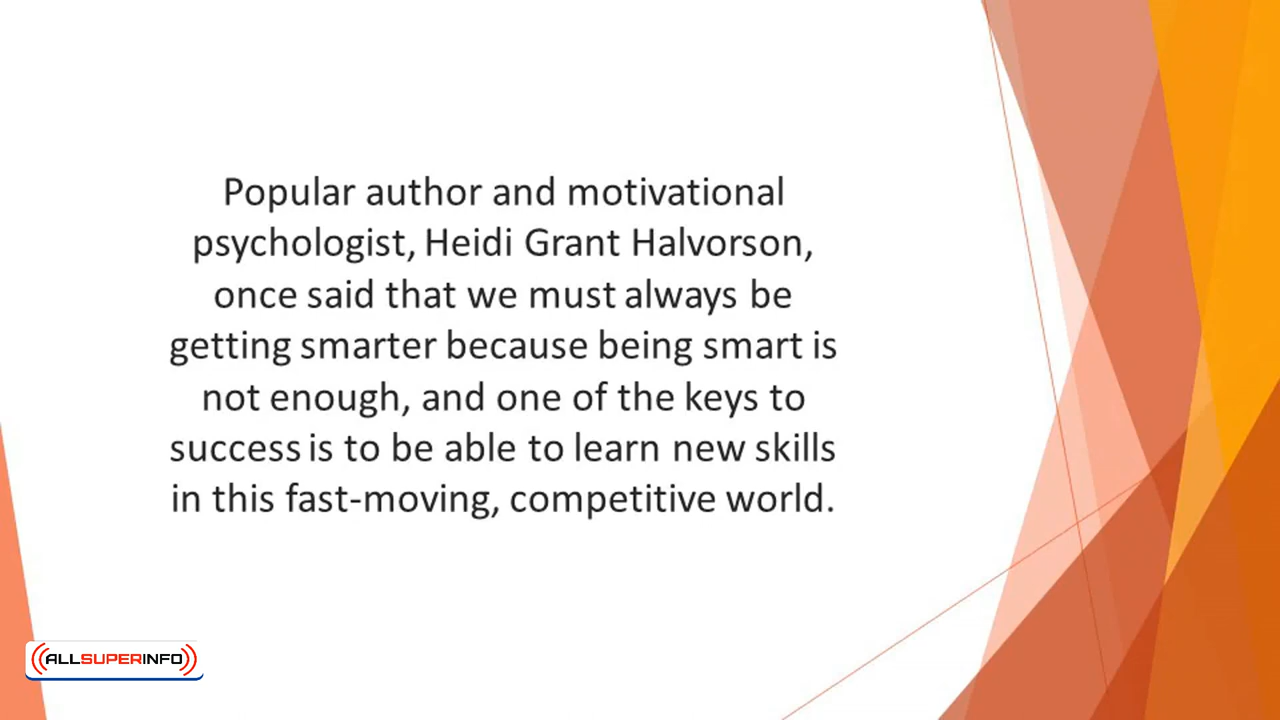 Popular author and motivational
psychologist, Heidi Grant Halvorson,
once said that we must always be
getting smarter because being smart is
not enough, and one of the keys to
success is to be able to learn new skills
in this fast-moving, competitive world.
ALLSUPERINFO